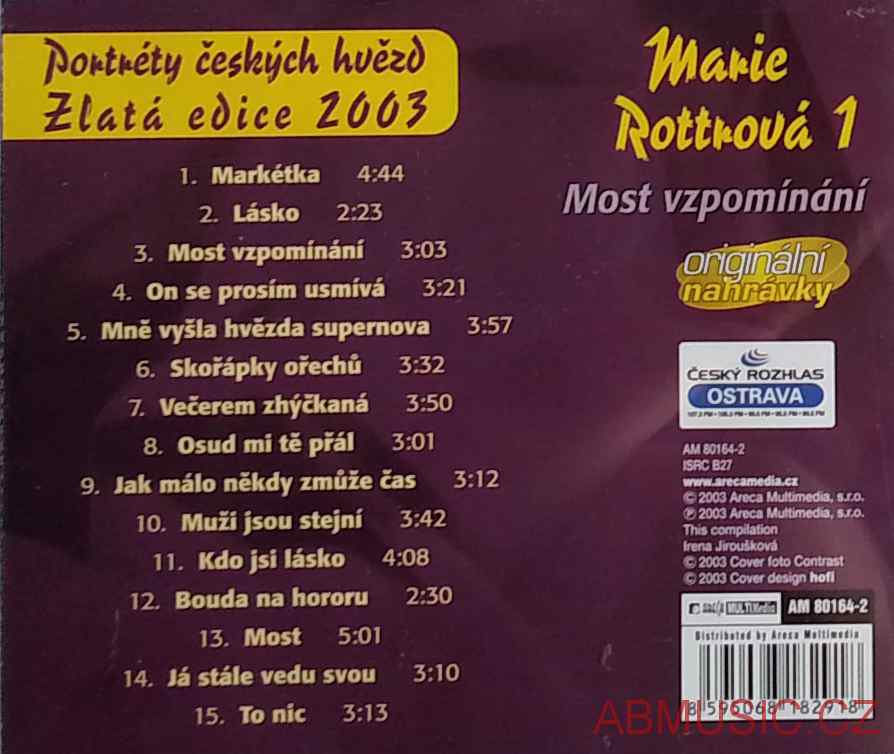 Portréty českých hvězd
Zlatá edice 2003
1. Markétka 4:44
2. Lásko 2:23
3. Most vzpomínání 3:03
4. On se prosím usmívá 3:21
5. Mně vyšla hvězda supernova 3:57
6. Skořápky ořechů 3:32
7. Večerem zhýčkaná 3:50
8. Osud mi tě přál 3:01
9. Jak málo někdy zmůže čas 3:12
10. Muži jsou stejní 3:42
11. Kdo jsi lásko 4:08
12. Bouda na hororu 2:30
13. Most 5:01
14. Já stále vedu svou 3:10
15. To nic 3:13
Marie
Rottrová 1
Most vzpomínání
originální
nahrávky
ČESKÝ ROZHLAS
OSTRAVA
AM 80164-2
ISRC B27
www.arecamedia.cz
© 2003 Areca Multimedia, s.r.o.
℗ 2003 Areca Multimedia, s.r.o.
This compilation
Irena Jiroušková
© 2003 Cover foto Contrast
© 2003 Cover design hofi
MULTIMedia AM 80164-2
Distributed by Areca Multimedia
8 595068 182918
ABMUSIC.CZ